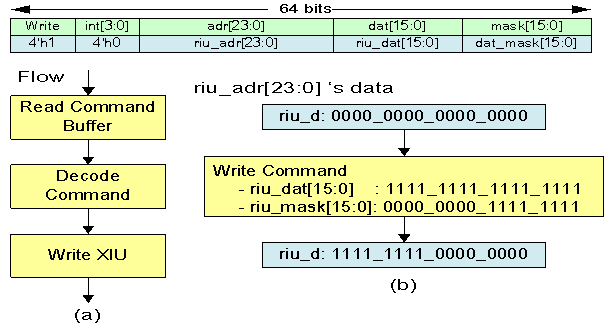 64 bits
Write int[3:0] adr[23:0] dat[15:0] mask[15:0]
4'h1 4'h0 riu_adr[23:0] riu_dat[15:0] dat_mask[15:0]
Flow
Read Command
Buffer
Decode
Command
Write XIU
(a)
riu_adr[23:0] ‘s data
riu_d: 0000_0000_0000_0000
Write Command
- riu_dat[15:0] : 1111_1111_1111_1111
- riu_mask[15:0]: 0000_0000_1111_1111
riu_d: 1111_1111_0000_0000
(b)